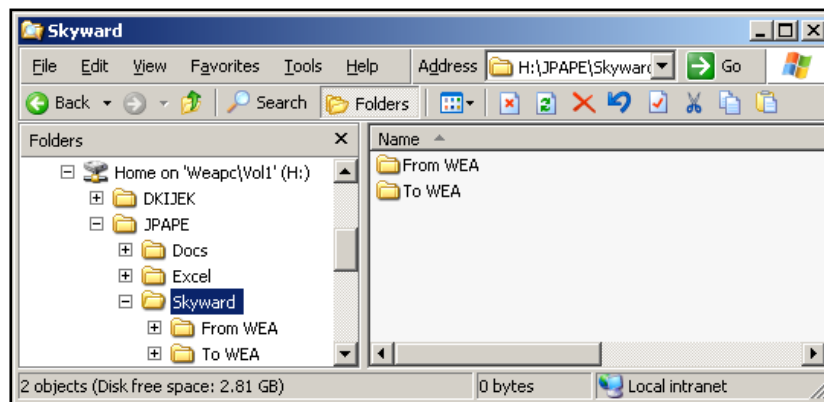 Skyward
File Edit View Favorites Tools Help Address H:\JPAPE\Skyward Go
Back Search Folders
Folders Name
Home on 'Weapc\Vol1' (H:)
DKIJEK
JPAPE
Docs
Excel
Skyward
From WEA
To WEA
From WEA
To WEA
2 objects (Disk free space: 2.81 GB) 0 bytes Local intranet